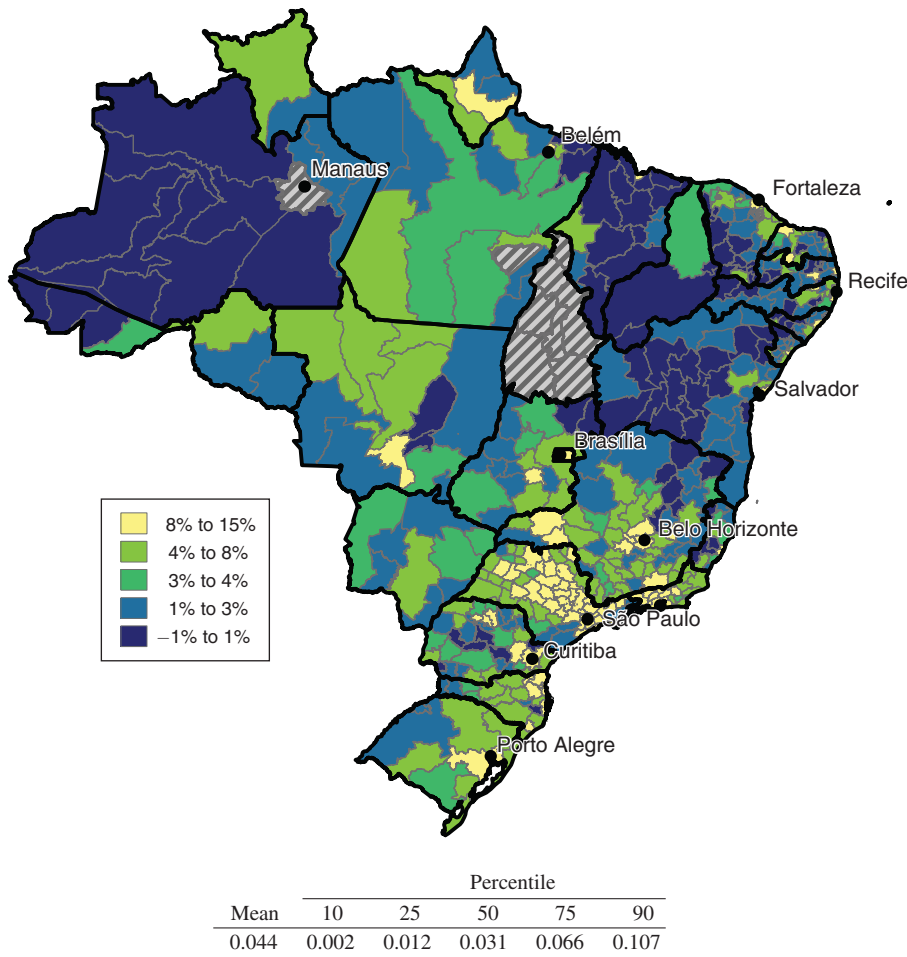 Belém
Manaus
Fortaleza
Recife
Salvador
Brasília
8% to 15%
4% to 8%
3% to 4%
1% to 3%
−1% to 1%
Belo Horizonte
São Paulo
Curitiba
Porto Alegre
Percentile
Mean 10 25 50 75 90
0.044 0.002 0.012 0.031 0.066 0.107